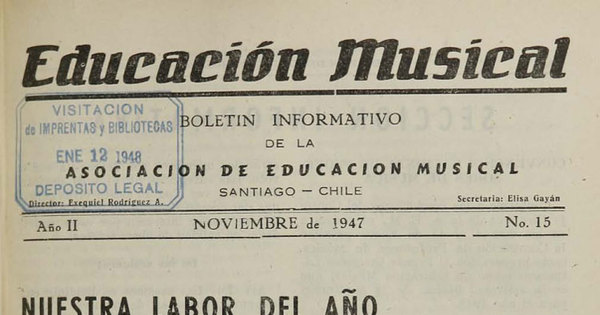 Educación Musical
VISITACION
de IMPRENTAS y BIBLIOTECAS
ENE 12 1948
DEPOSITO LEGAL
BOLETIN INFORMATIVO
DE LA
ASOCIACION DE EDUCACION MUSICAL
SANTIAGO – CHILE
Director: Exequiel Rodríguez A.
Secretaria: Elisa Gayán
Año II
NOVIEMBRE de 1947
No. 15
NUESTRA LABOR DEL AÑO